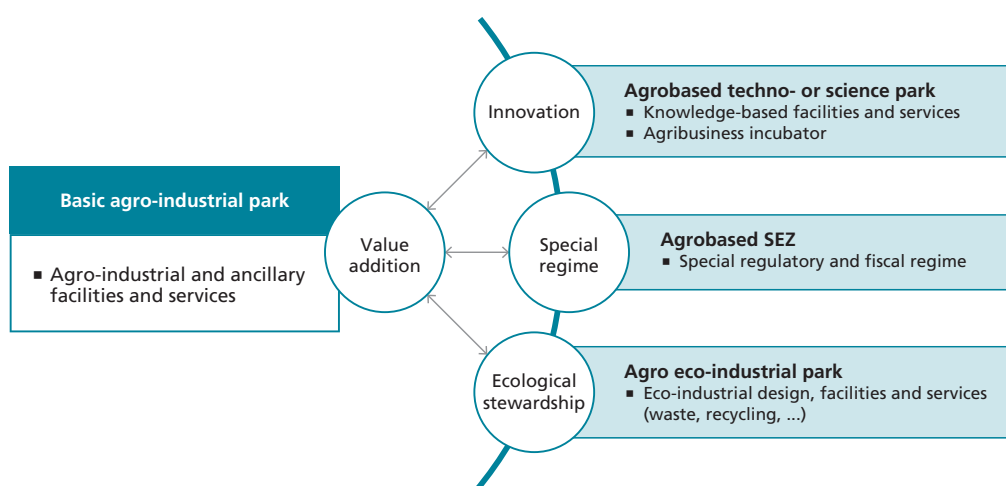 Basic agro-industrial park
■ Agro-industrial and ancillary
facilities and services
Value
addition
Innovation
Agrobased techno- or science park
■ Knowledge-based facilities and services
■ Agribusiness incubator
Special
regime
Agrobased SEZ
■ Special regulatory and fiscal regime
Ecological
stewardship
Agro eco-industrial park
■ Eco-industrial design, facilities and services
(waste, recycling, ...)